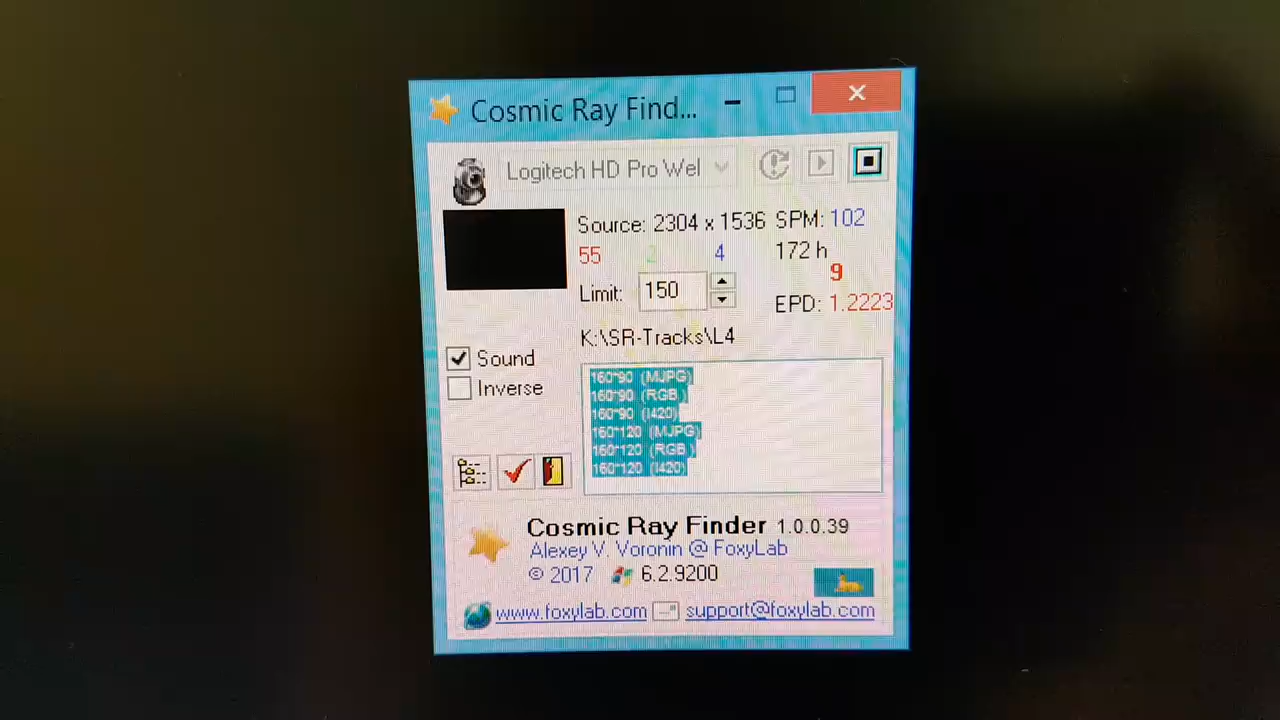 Cosmic Ray Find...
Logitech HD Pro Wel
Source: 2304 x 1536 SPM: 102
55 2 4 172 h
9
Limit: 150
EPD: 1.2223
K:\SR-Tracks\L4
Sound
Inverse
160*90 (MJPG)
160*90 (RGB )
160*90 (I420)
160*120 (MJPG)
160*120 (RGB )
160*120 (I420)
Cosmic Ray Finder 1.0.0.39
Alexey V. Voronin @ FoxyLab
© 2017 6.2.9200
www.foxylab.com support@foxylab.com